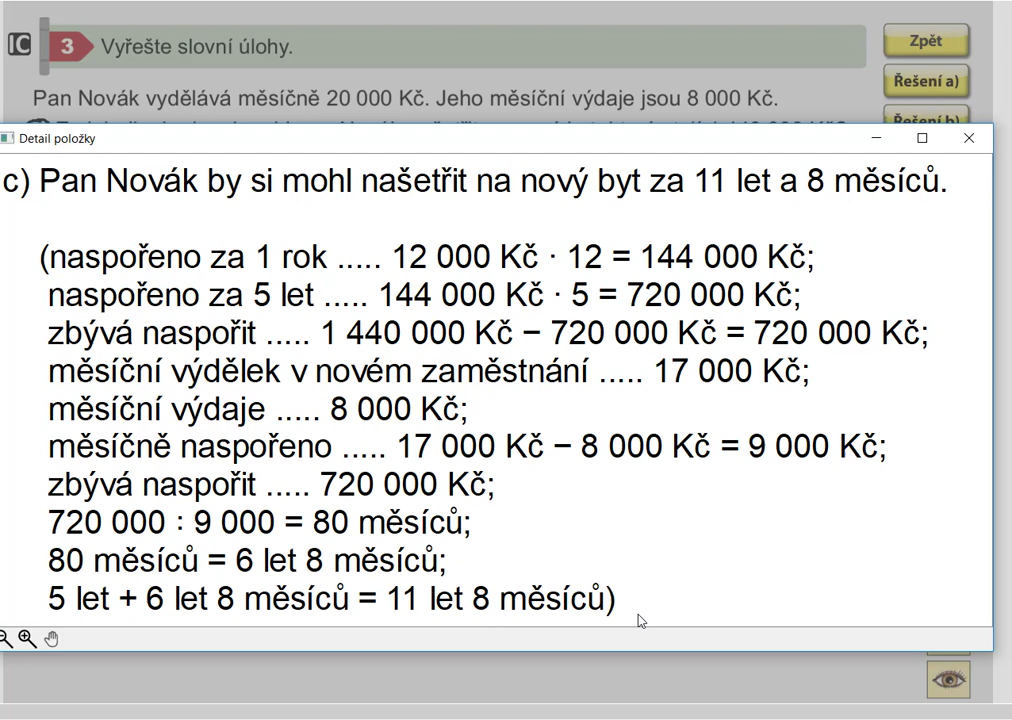 IC
3 Vyřešte slovní úlohy.
Zpět
Řešení a)
Pan Novák vydělává měsíčně 20 000 Kč. Jeho měsíční výdaje jsou 8 000 Kč.
Řešení b)
Detail položky
c) Pan Novák by si mohl našetřit na nový byt za 11 let a 8 měsíců.
(naspořeno za 1 rok ..... 12 000 Kč · 12 = 144 000 Kč;
naspořeno za 5 let ..... 144 000 Kč · 5 = 720 000 Kč;
zbývá naspořit ..... 1 440 000 Kč − 720 000 Kč = 720 000 Kč;
měsíční výdělek v novém zaměstnání ..... 17 000 Kč;
měsíční výdaje ..... 8 000 Kč;
měsíčně naspořeno ..... 17 000 Kč − 8 000 Kč = 9 000 Kč;
zbývá naspořit ..... 720 000 Kč;
720 000 : 9 000 = 80 měsíců;
80 měsíců = 6 let 8 měsíců;
5 let + 6 let 8 měsíců = 11 let 8 měsíců)